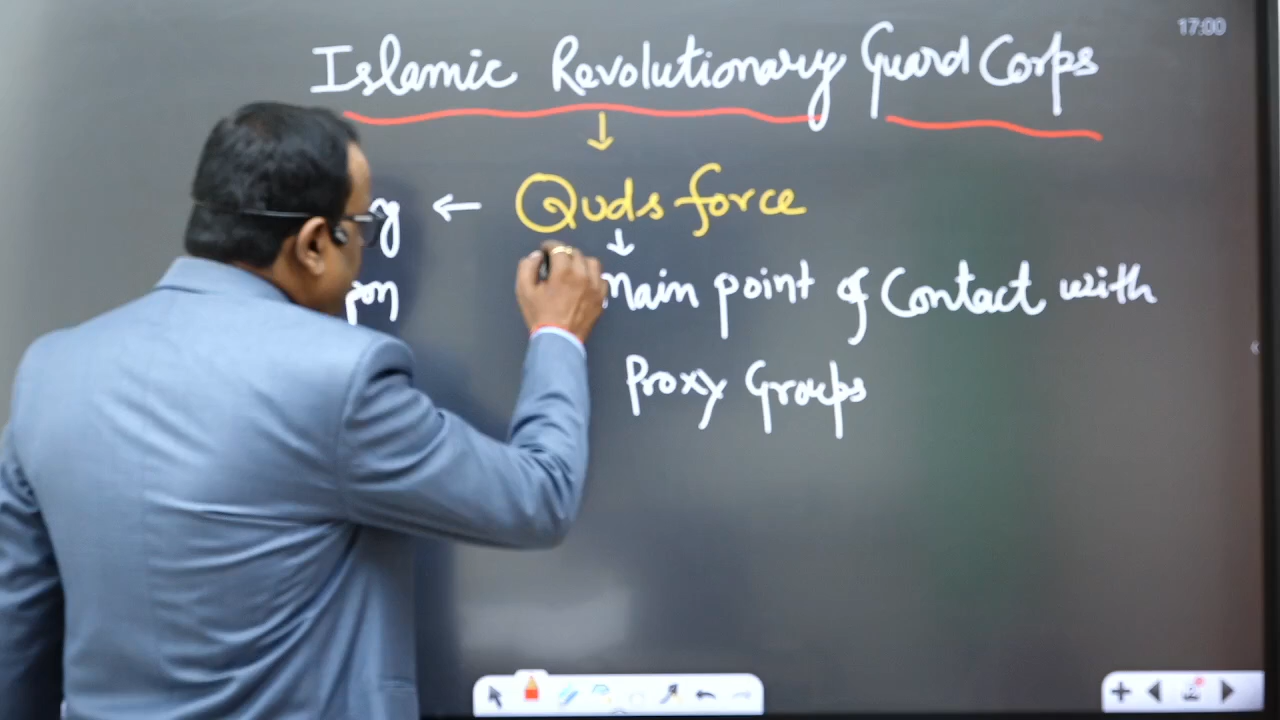 17:00
Islamic Revolutionary Guard Corps
Quds force
Main point of Contact with
Proxy Groups